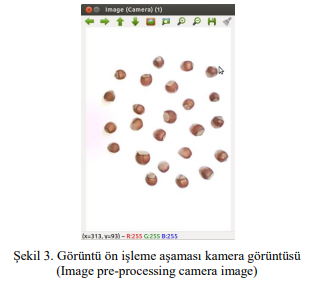 Image (Camera) (1)
(x=313, y=93) ~ R:255 G:255 B:255
Şekil 3. Görüntü ön işleme aşaması kamera görüntüsü
(Image pre-processing camera image)